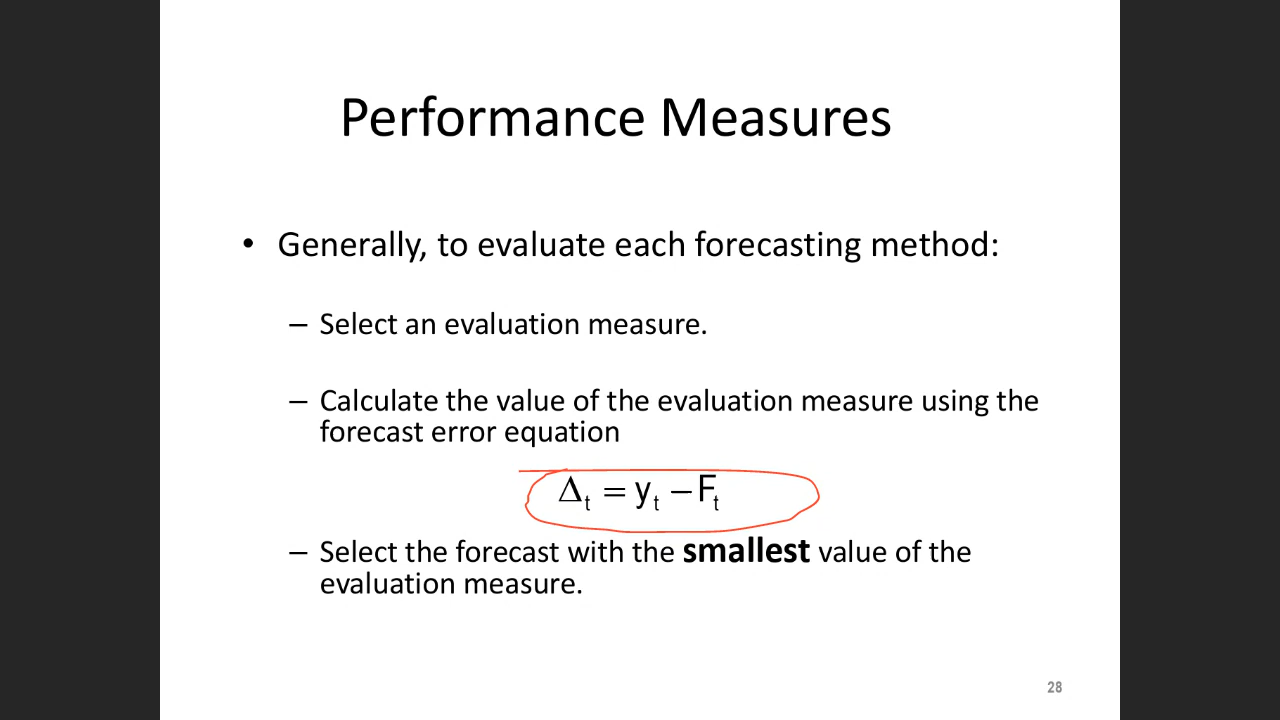 Performance Measures
• Generally, to evaluate each forecasting method:
– Select an evaluation measure.
– Calculate the value of the evaluation measure using the
forecast error equation
Δt = yt – Ft
– Select the forecast with the smallest value of the
evaluation measure.
28